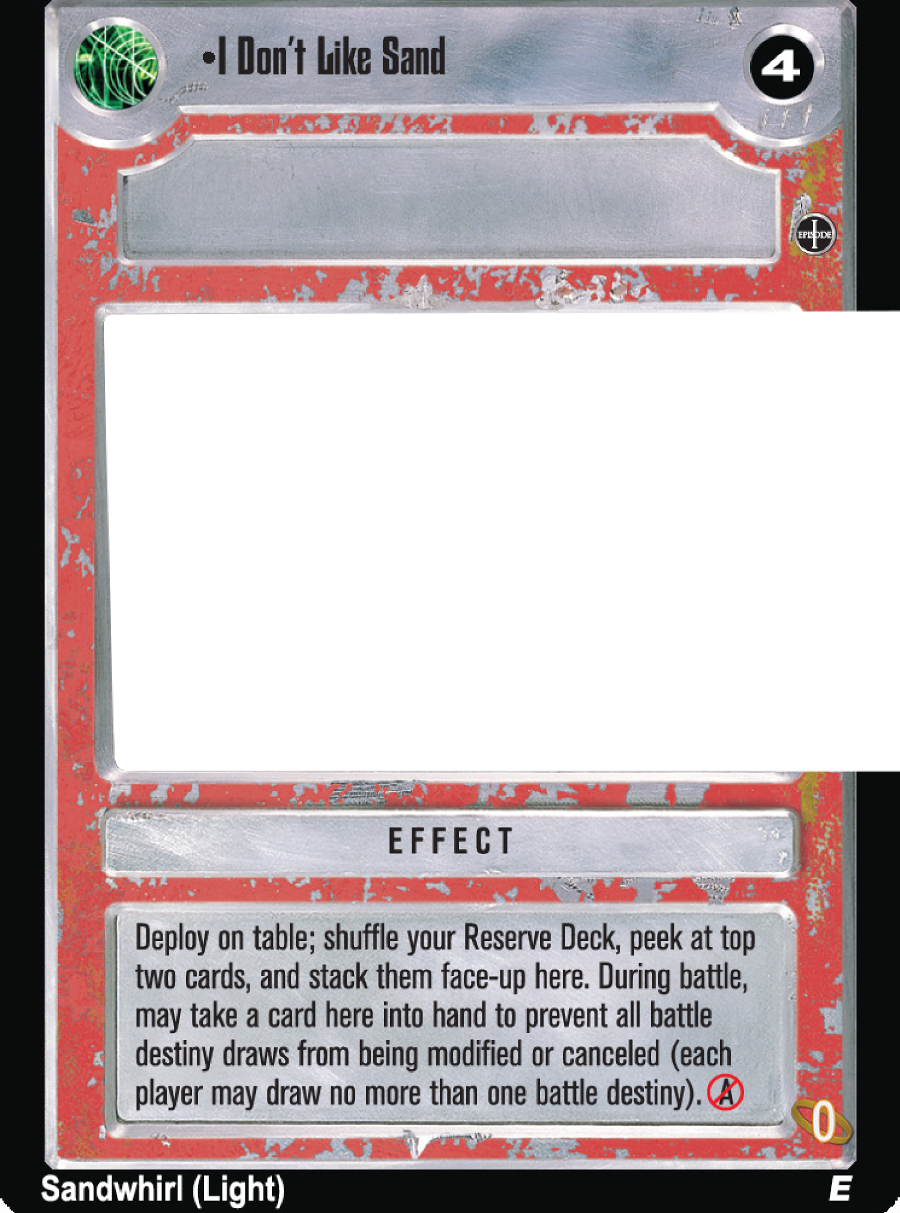 •I Don't Like Sand
4
EPISODE
I
EFFECT
Deploy on table; shuffle your Reserve Deck, peek at top
two cards, and stack them face-up here. During battle,
may take a card here into hand to prevent all battle
destiny draws from being modified or canceled (each
player may draw no more than one battle destiny). A
0
Sandwhirl (Light)
E